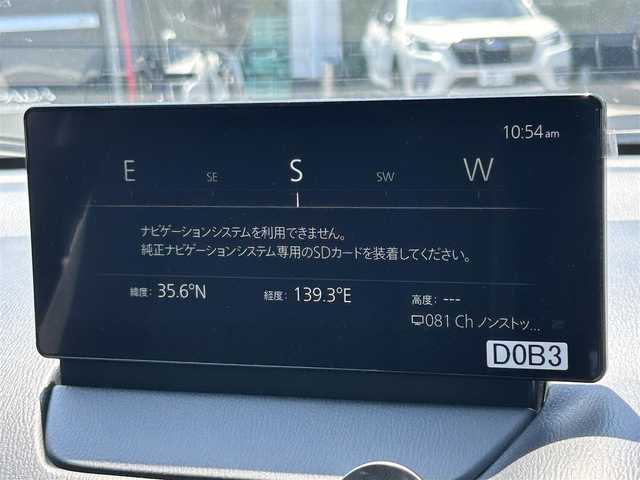 10:54am
E SE S SW W
ナビゲーションシステムを利用できません。
純正ナビゲーションシステム専用のSDカードを装着してください。
緯度: 35.6°N 経度: 139.3°E 高度: ---
081 Ch ノンストッ...
D0B3